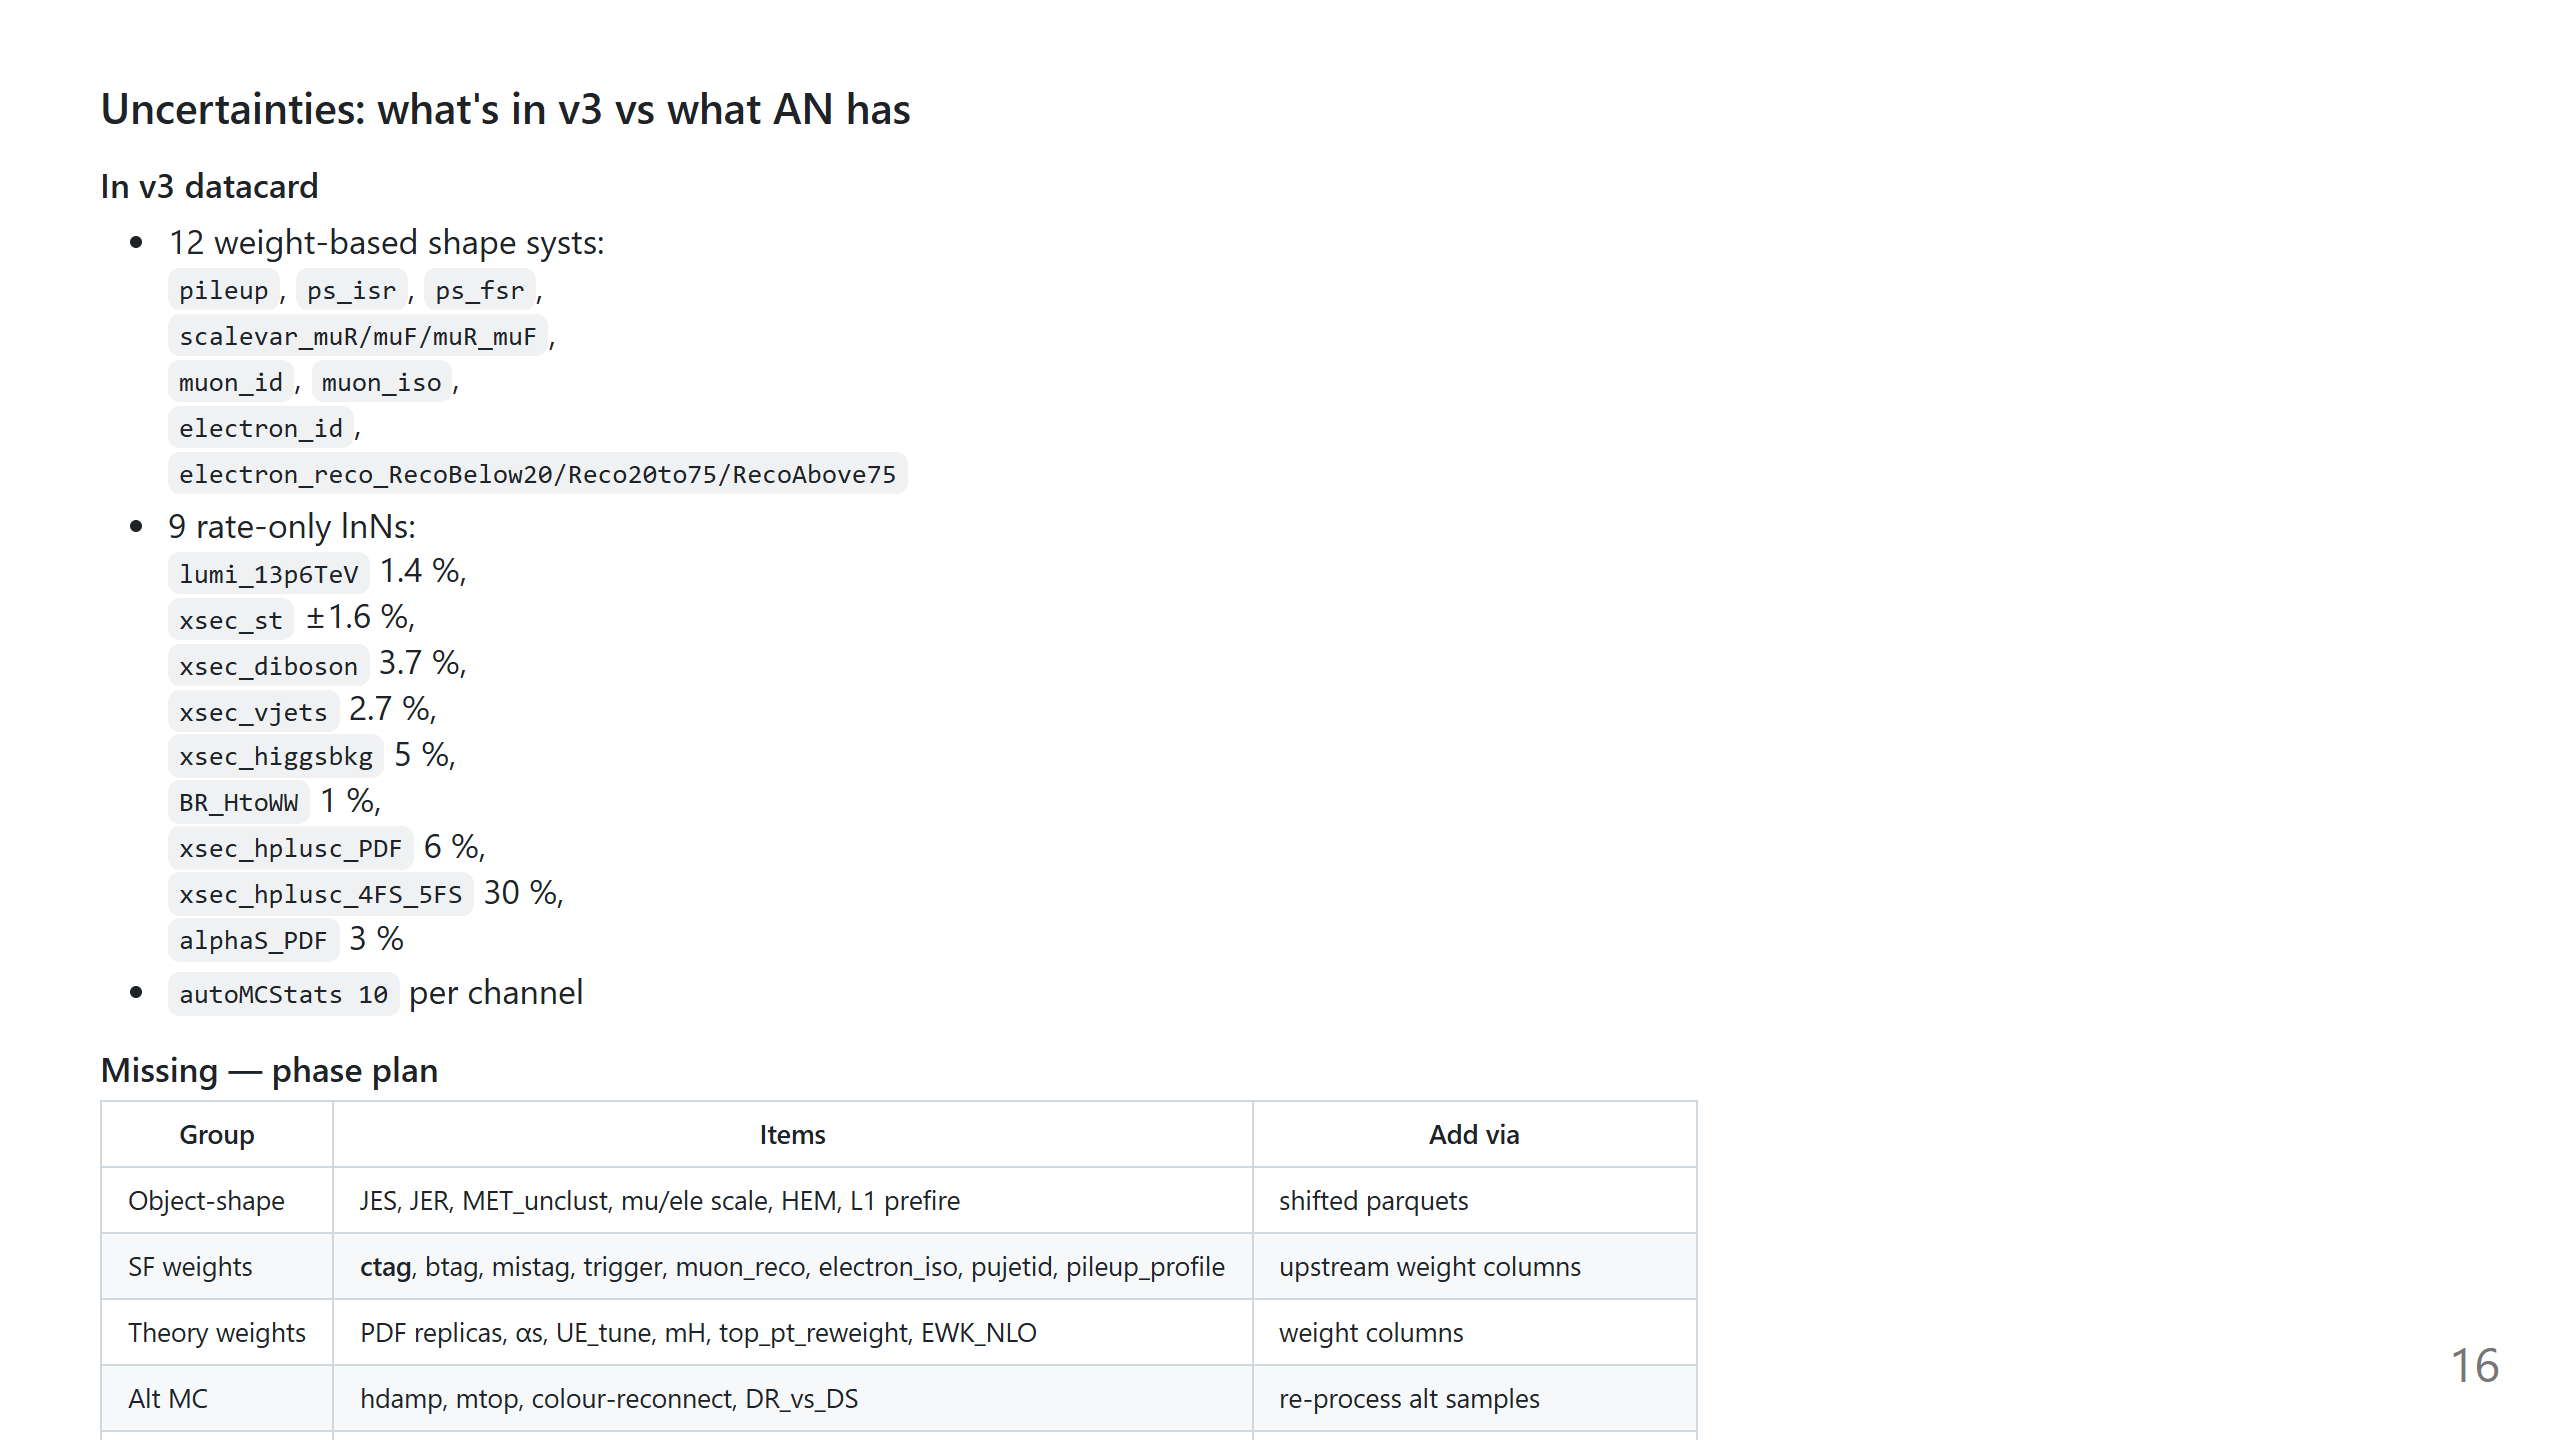 Uncertainties: what's in v3 vs what AN has
In v3 datacard
• 12 weight-based shape systs:
pileup, ps_isr, ps_fsr,
scalevar_muR/muF/muR_muF,
muon_id, muon_iso,
electron_id,
electron_reco_RecoBelow20/Reco20to75/RecoAbove75
• 9 rate-only lnNs:
lumi_13p6TeV 1.4 %,
xsec_st ±1.6 %,
xsec_diboson 3.7 %,
xsec_vjets 2.7 %,
xsec_higgsbkg 5 %,
BR_HtoWW 1 %,
xsec_hplusc_PDF 6 %,
xsec_hplusc_4FS_5FS 30 %,
alphaS_PDF 3 %
• autoMCStats 10 per channel
Missing — phase plan
Group Items Add via
Object-shape JES, JER, MET_unclust, mu/ele scale, HEM, L1 prefire shifted parquets
SF weights ctag, btag, mistag, trigger, muon_reco, electron_iso, pujetid, pileup_profile upstream weight columns
Theory weights PDF replicas, αs, UE_tune, mH, top_pt_reweight, EWK_NLO weight columns
Alt MC hdamp, mtop, colour-reconnect, DR_vs_DS re-process alt samples
16